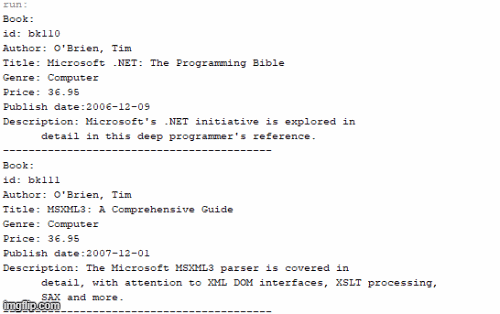 run:
Book:
id: bk110
Author: O'Brien, Tim
Title: Microsoft .NET: The Programming Bible
Genre: Computer
Price: 36.95
Publish date:2006-12-09
Description: Microsoft's .NET initiative is explored in
detail in this deep programmer's reference.
------------------------------------------
Book:
id: bk111
Author: O'Brien, Tim
Title: MSXML3: A Comprehensive Guide
Genre: Computer
Price: 36.95
Publish date:2007-12-01
Description: The Microsoft MSXML3 parser is covered in
detail, with attention to XML DOM interfaces, XSLT processing,
SAX and more.
------------------------------------------
imgflip.com